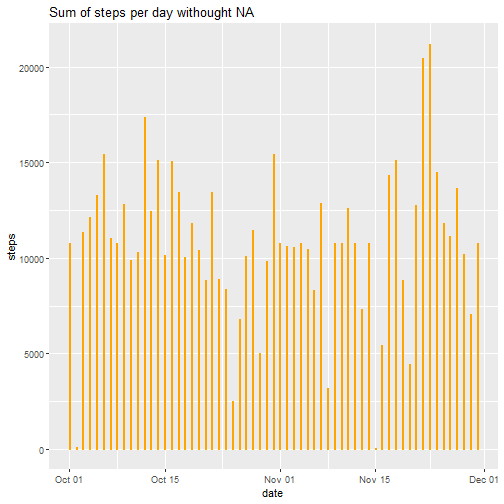 Sum of steps per day withought NA
20000
15000
10000
5000
0
steps
Oct 01
Oct 15
Nov 01
Nov 15
Dec 01
date